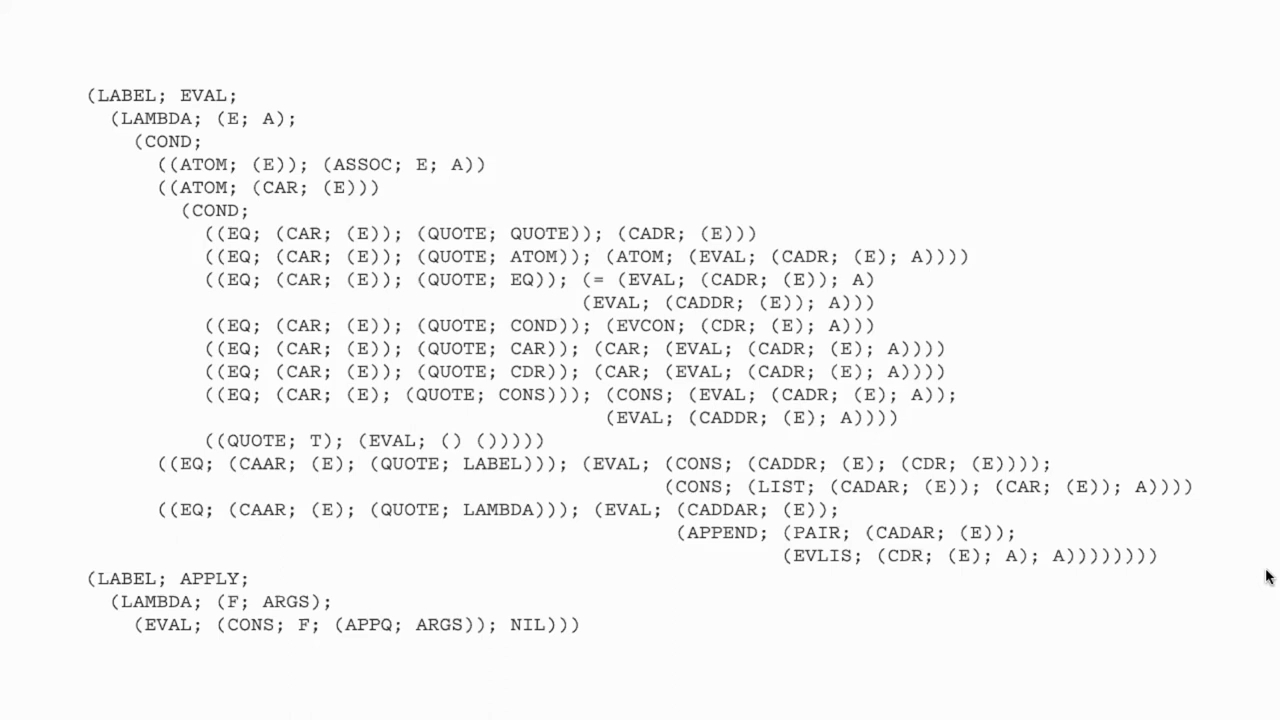 (LABEL; EVAL;
(LAMBDA; (E; A);
(COND;
((ATOM; (E)); (ASSOC; E; A))
((ATOM; (CAR; (E)))
(COND;
((EQ; (CAR; (E)); (QUOTE; QUOTE)); (CADR; (E)))
((EQ; (CAR; (E)); (QUOTE; ATOM)); (ATOM; (EVAL; (CADR; (E); A))))
((EQ; (CAR; (E)); (QUOTE; EQ)); (= (EVAL; (CADR; (E)); A)
(EVAL; (CADDR; (E)); A)))
((EQ; (CAR; (E)); (QUOTE; COND)); (EVCON; (CDR; (E); A)))
((EQ; (CAR; (E)); (QUOTE; CAR)); (CAR; (EVAL; (CADR; (E); A))))
((EQ; (CAR; (E)); (QUOTE; CDR)); (CAR; (EVAL; (CADR; (E); A))))
((EQ; (CAR; (E); (QUOTE; CONS))); (CONS; (EVAL; (CADR; (E); A));
(EVAL; (CADDR; (E); A))))
((QUOTE; T); (EVAL; () ()))))
((EQ; (CAAR; (E); (QUOTE; LABEL))); (EVAL; (CONS; (CADDR; (E); (CDR; (E))));
(CONS; (LIST; (CADAR; (E)); (CAR; (E)); A))))
((EQ; (CAAR; (E); (QUOTE; LAMBDA))); (EVAL; (CADDAR; (E));
(APPEND; (PAIR; (CADAR; (E));
(EVLIS; (CDR; (E); A); A))))))))
(LABEL; APPLY;
(LAMBDA; (F; ARGS);
(EVAL; (CONS; F; (APPQ; ARGS)); NIL)))